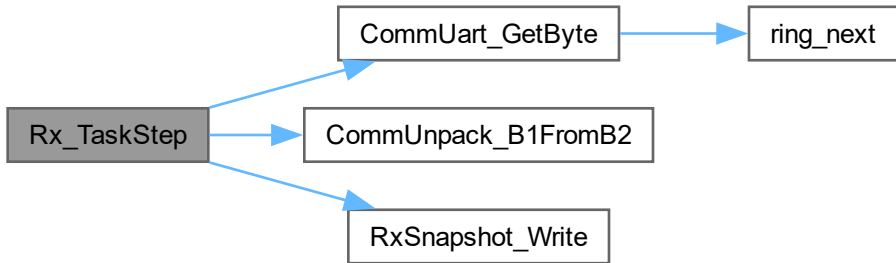 CommUart_GetByte
ring_next
Rx_TaskStep
CommUnpack_B1FromB2
RxSnapshot_Write